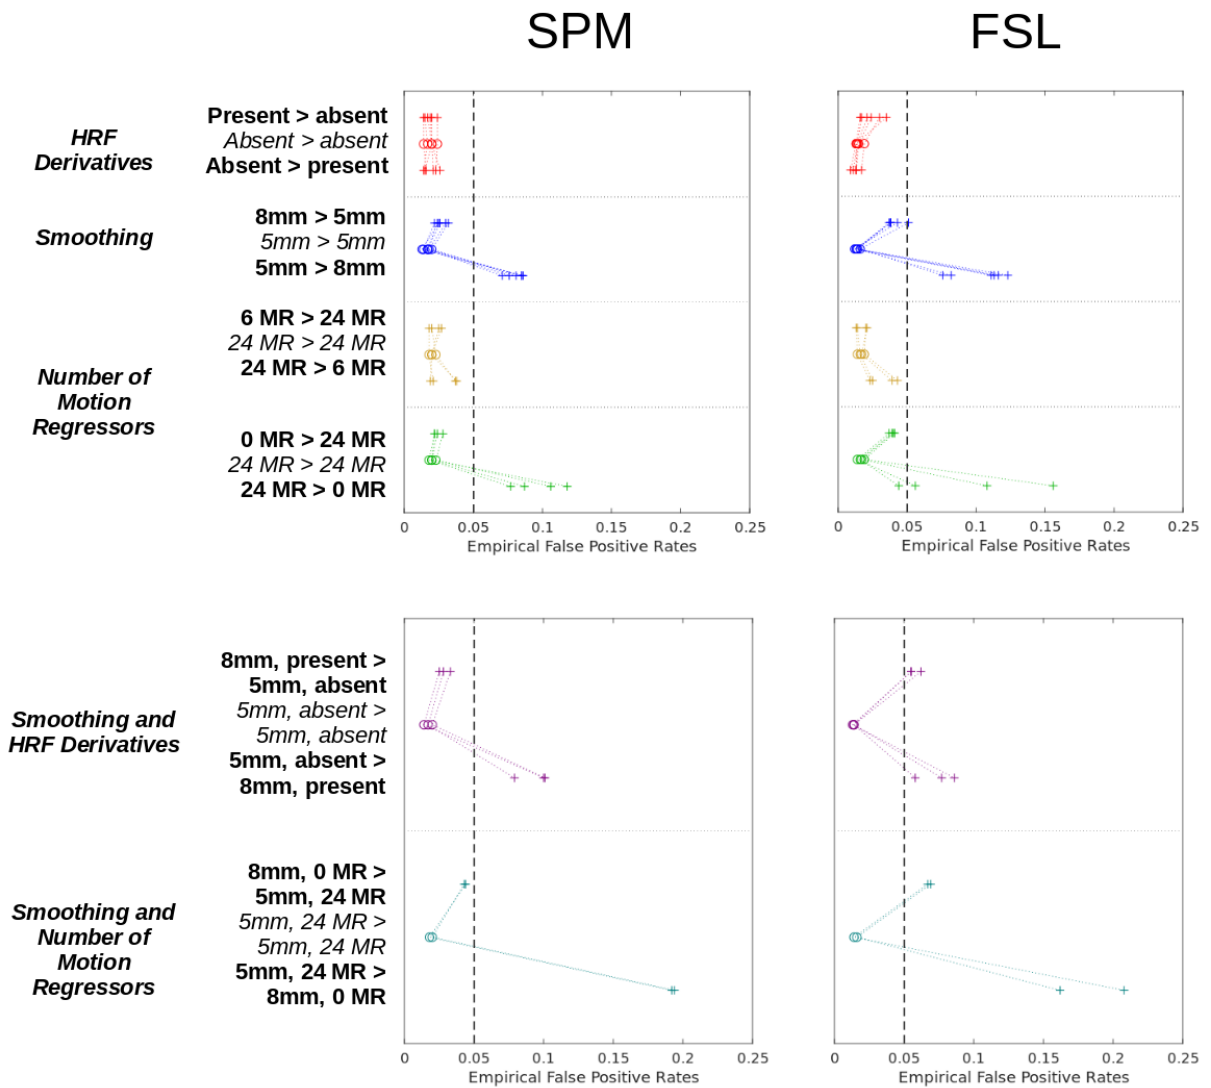 SPM
FSL
HRF
Derivatives
Present > absent
Absent > absent
Absent > present
Smoothing
8mm > 5mm
5mm > 5mm
5mm > 8mm
Number of
Motion
Regressors
6 MR > 24 MR
24 MR > 24 MR
24 MR > 6 MR
0 MR > 24 MR
24 MR > 24 MR
24 MR > 0 MR
0 0.05 0.1 0.15 0.2 0.25
Empirical False Positive Rates
0 0.05 0.1 0.15 0.2 0.25
Empirical False Positive Rates
Smoothing and
HRF Derivatives
8mm, present >
5mm, absent
5mm, absent >
5mm, absent
5mm, absent >
8mm, present
Smoothing and
Number of
Motion
Regressors
8mm, 0 MR >
5mm, 24 MR
5mm, 24 MR >
5mm, 24 MR
5mm, 24 MR >
8mm, 0 MR
0 0.05 0.1 0.15 0.2 0.25
Empirical False Positive Rates
0 0.05 0.1 0.15 0.2 0.25
Empirical False Positive Rates